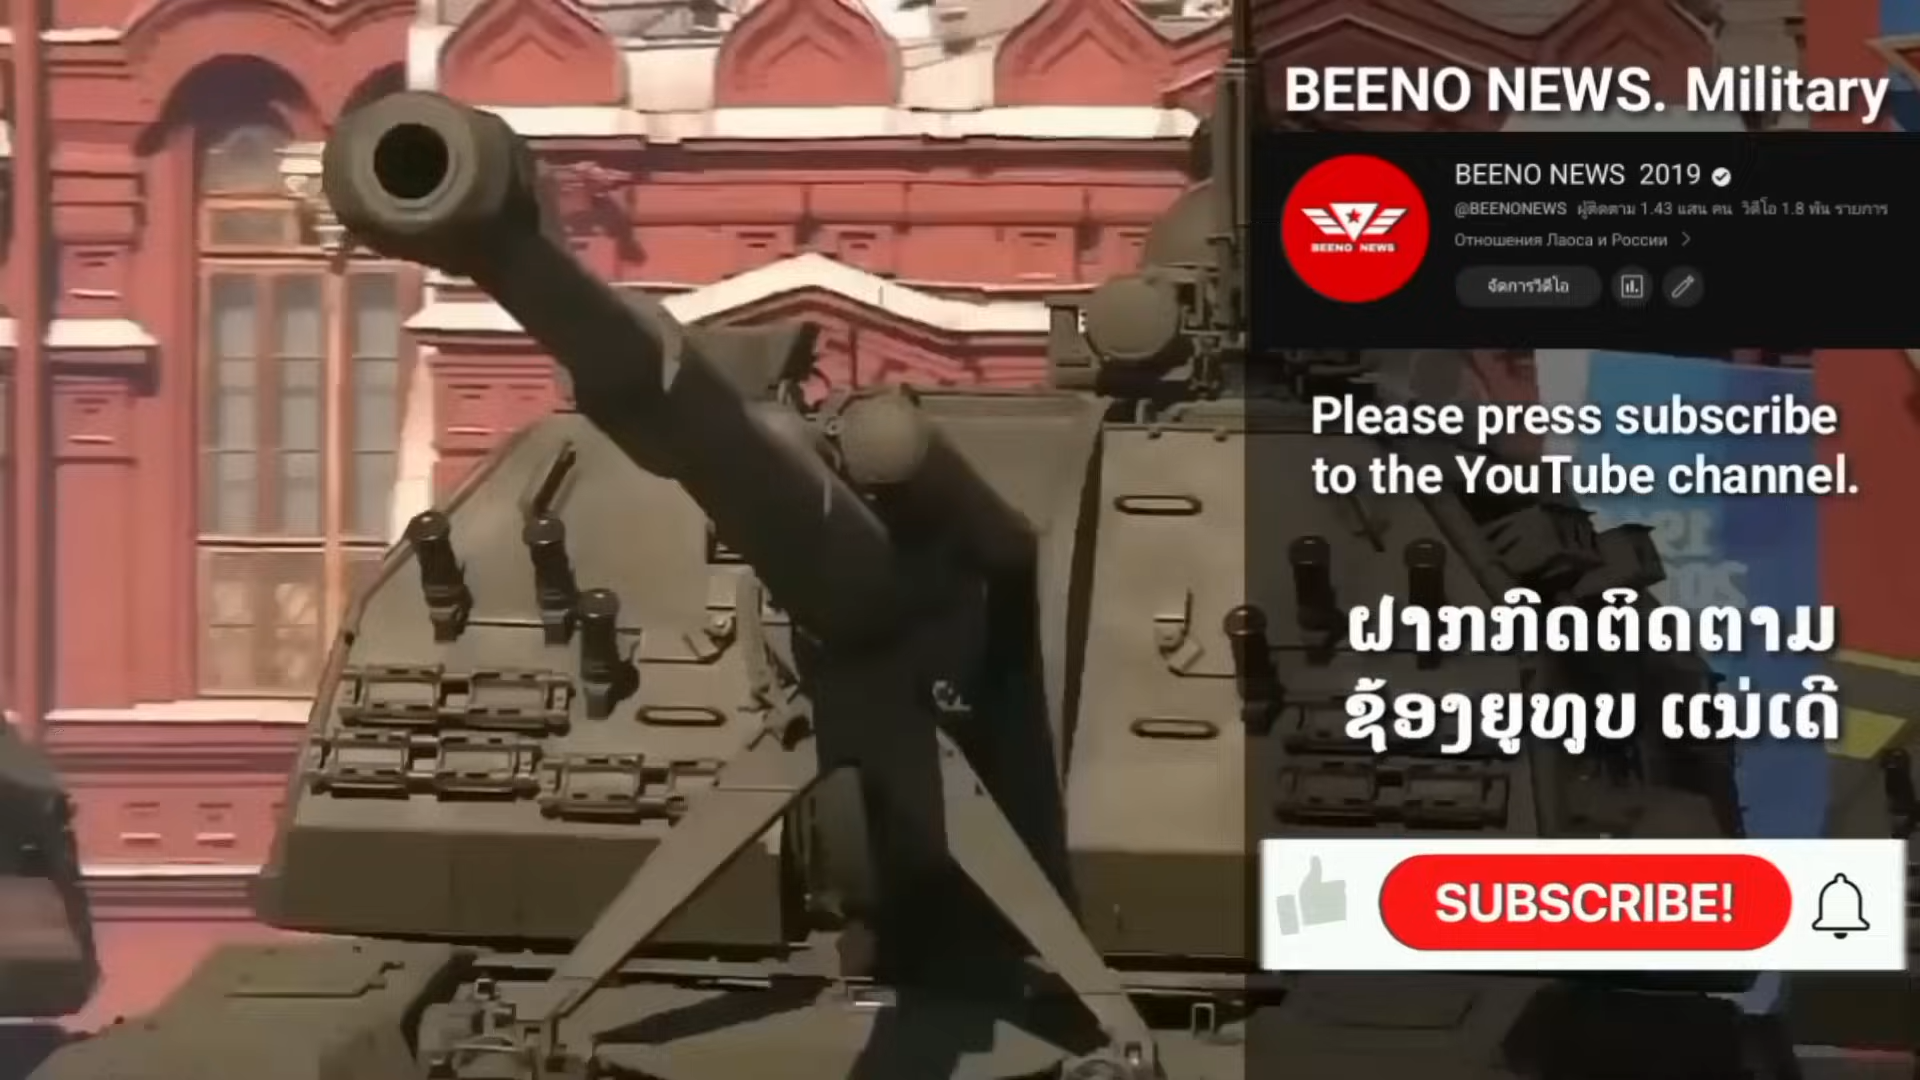 BEENO NEWS. Military
BEENO NEWS 2019
@BEENONEWS ผู้ติดตาม 1.43 แสน คน วิดีโอ 1.8 พัน รายการ
Отношения Лаоса и России
BEENO NEWS
จัดการวิดีโอ
Please press subscribe
to the YouTube channel.
ຝາກກົດຕິດຕາມ
ຊ້ອງຍູທູບ ແນ່ເດີ
SUBSCRIBE!